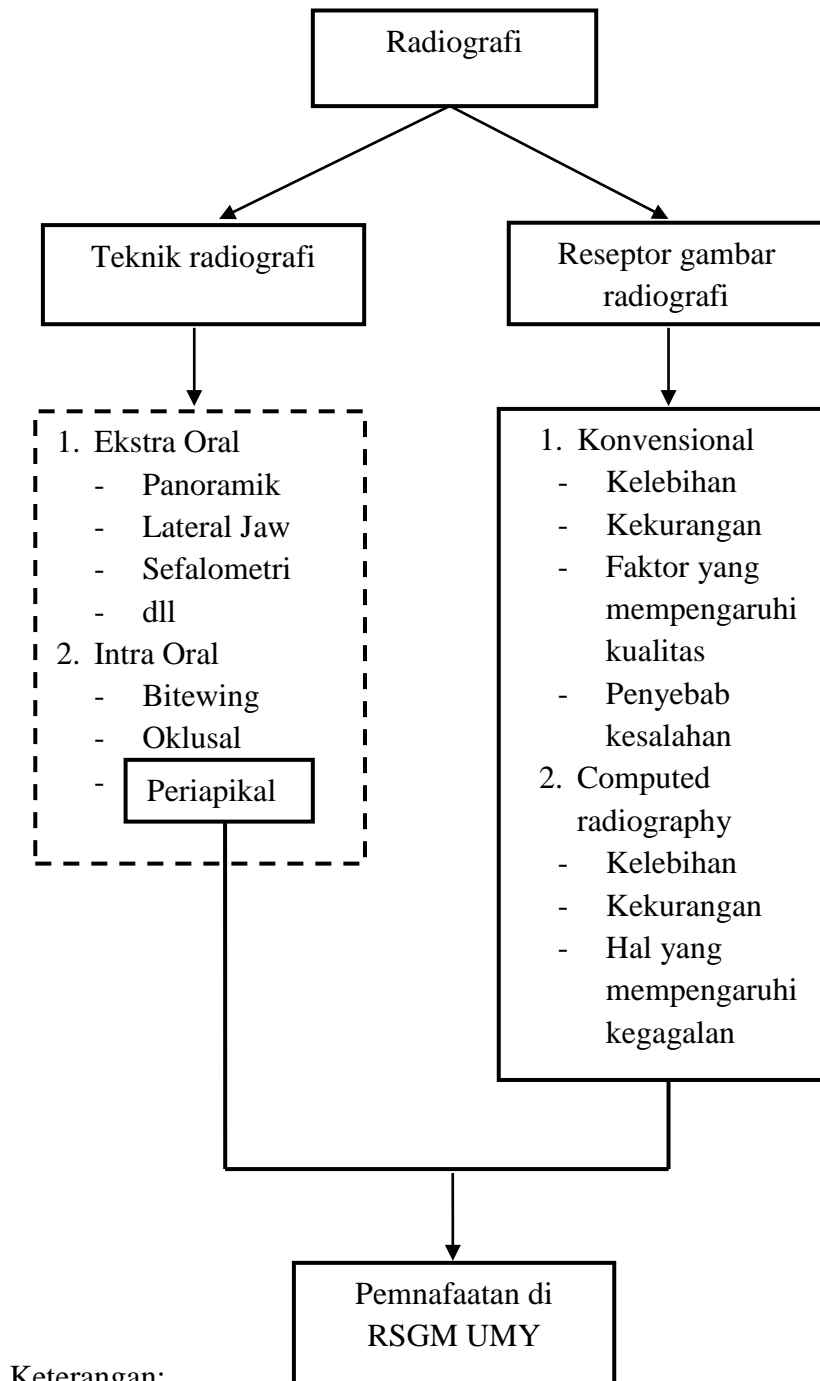 Radiografi
Teknik radiografi
Reseptor gambar
radiografi
1. Ekstra Oral
- Panoramik
- Lateral Jaw
- Sefalometri
- dll
2. Intra Oral
- Bitewing
- Oklusal
- Periapikal
1. Konvensional
- Kelebihan
- Kekurangan
- Faktor yang
mempengaruhi
kualitas
- Penyebab
kesalahan
2. Computed
radiography
- Kelebihan
- Kekurangan
- Hal yang
mempengaruhi
kegagalan
Pemnafaatan di
RSGM UMY
Keterangan: